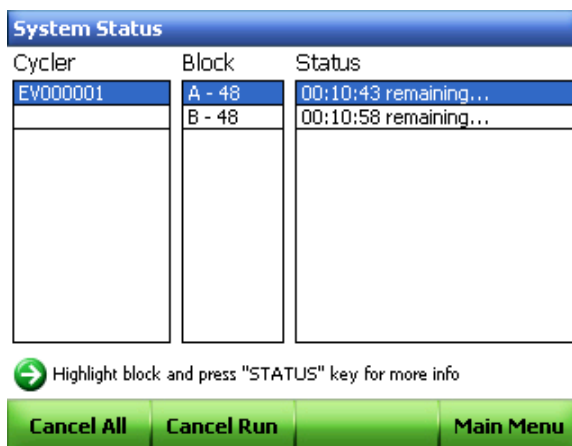 System Status
Cycler Block Status
EV000001 A - 48 00:10:43 remaining...
B - 48 00:10:58 remaining...
Highlight block and press "STATUS" key for more info
Cancel All Cancel Run Main Menu